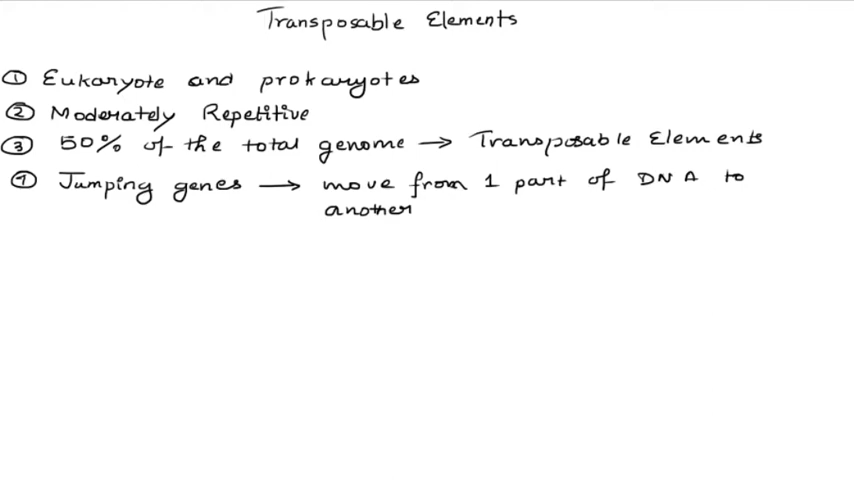 Transposable Elements
① Eukaryote and prokaryotes
② Moderately Repetitive
③ 50% of the total genome → Transposable Elements
④ Jumping genes → move from 1 part of DNA to
another